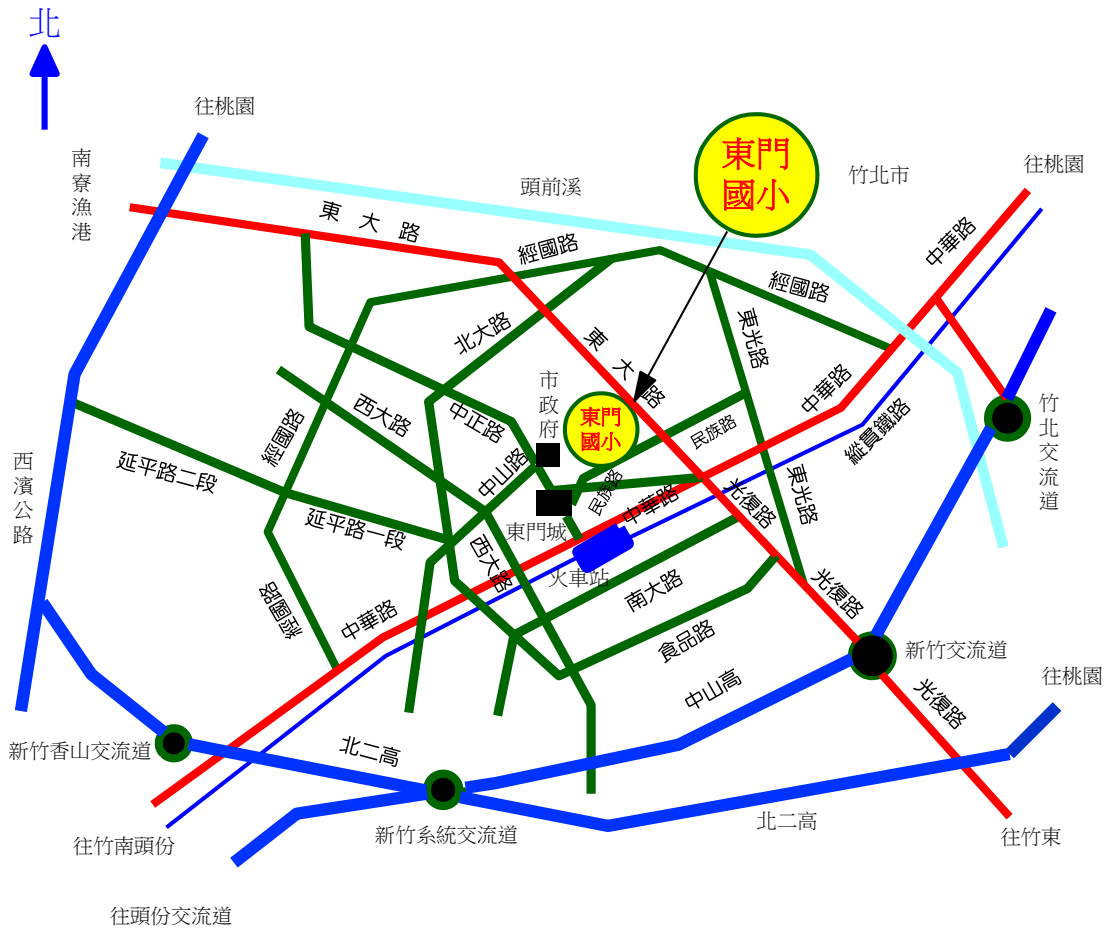 北
往桃園
南寮漁港
頭前溪
東門
國小
竹北市
往桃園
東大路
經國路
中華路
經國路
北大路
東大路
東光路
市政府
東門
國小
中華路
西大路
中正路
民族路
縱貫鐵路
竹北交流道
經國路
中山路
延平路二段
西濱公路
民族路
中華路
光復路
東光路
延平路一段
東門城
西大路
火車站
南大路
光復路
經國路
中華路
食品路
新竹交流道
中山高
光復路
往桃園
新竹香山交流道
北二高
新竹系統交流道
北二高
往竹南頭份
往竹東
往頭份交流道